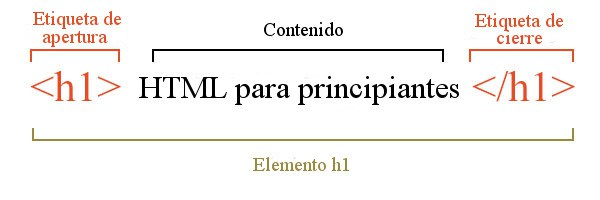 Etiqueta de
apertura
Contenido
Etiqueta de
cierre
<h1> HTML para principiantes </h1>
Elemento h1